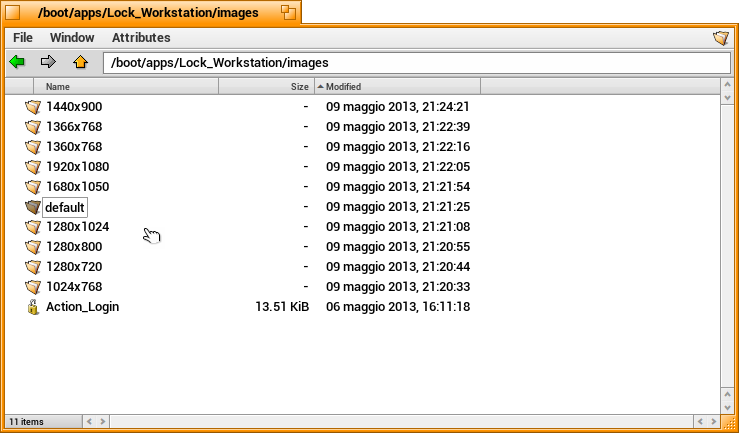 /boot/apps/Lock_Workstation/images
File Window Attributes
/boot/apps/Lock_Workstation/images
Name Size Modified
1440x900 - 09 maggio 2013, 21:24:21
1366x768 - 09 maggio 2013, 21:22:39
1360x768 - 09 maggio 2013, 21:22:16
1920x1080 - 09 maggio 2013, 21:22:05
1680x1050 - 09 maggio 2013, 21:21:54
default - 09 maggio 2013, 21:21:25
1280x1024 - 09 maggio 2013, 21:21:08
1280x800 - 09 maggio 2013, 21:20:55
1280x720 - 09 maggio 2013, 21:20:44
1024x768 - 09 maggio 2013, 21:20:33
Action_Login 13.51 KiB 06 maggio 2013, 16:11:18
11 items